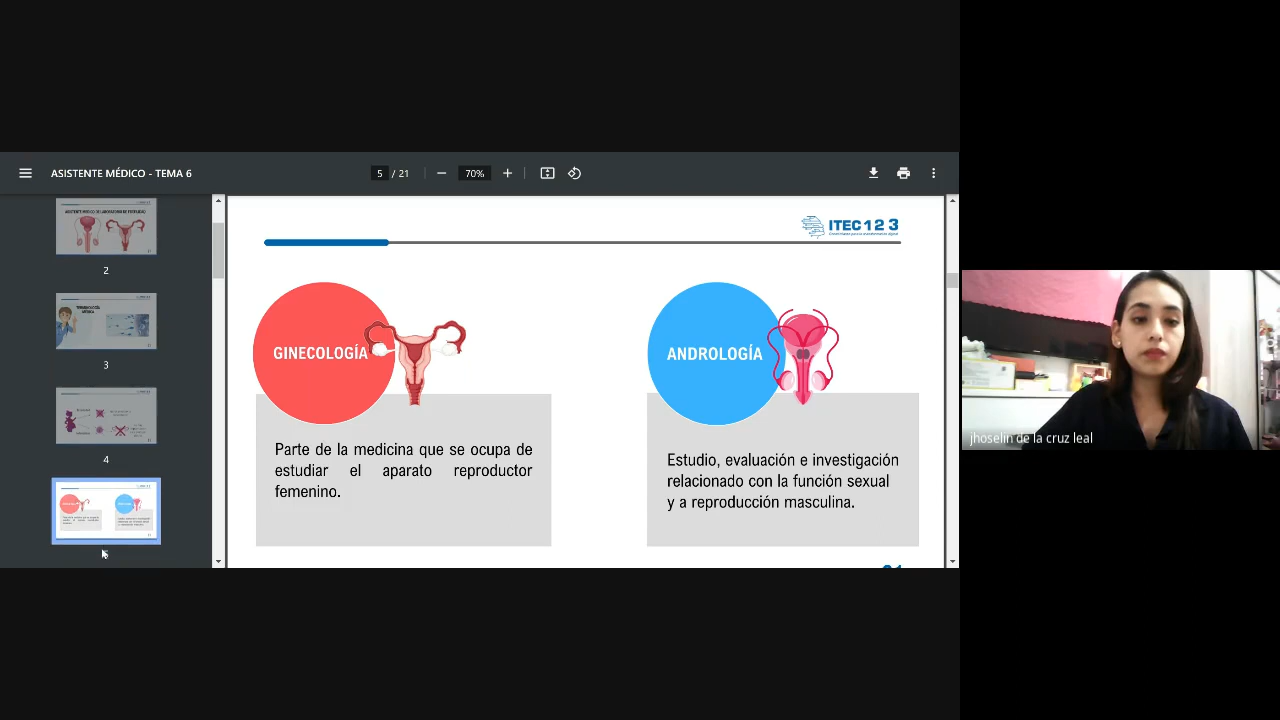 ASISTENTE MÉDICO - TEMA 6
5 / 21
70%
2
3
4
ITEC 1 2 3
GINECOLOGÍA
ANDROLOGÍA
Parte de la medicina que se ocupa de
estudiar el aparato reproductor
femenino.
Estudio, evaluación e investigación
relacionado con la función sexual
y a reproducción masculina.
jhoselin de la cruz leal